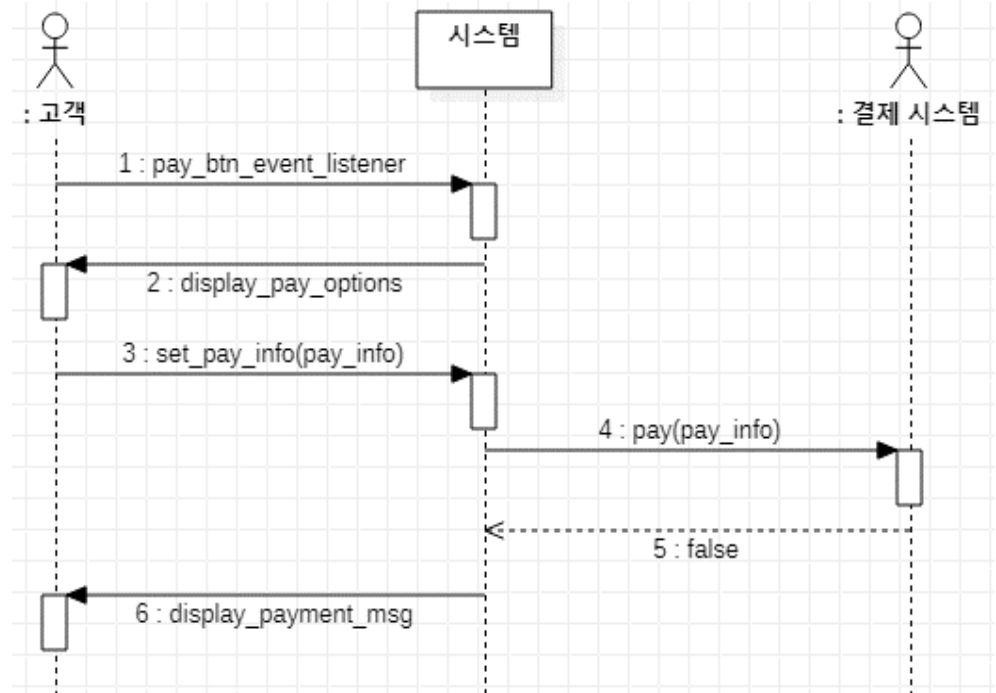 시스템
: 고객
: 결제 시스템
1 : pay_btn_event_listener
2 : display_pay_options
3 : set_pay_info(pay_info)
4 : pay(pay_info)
5 : false
6 : display_payment_msg